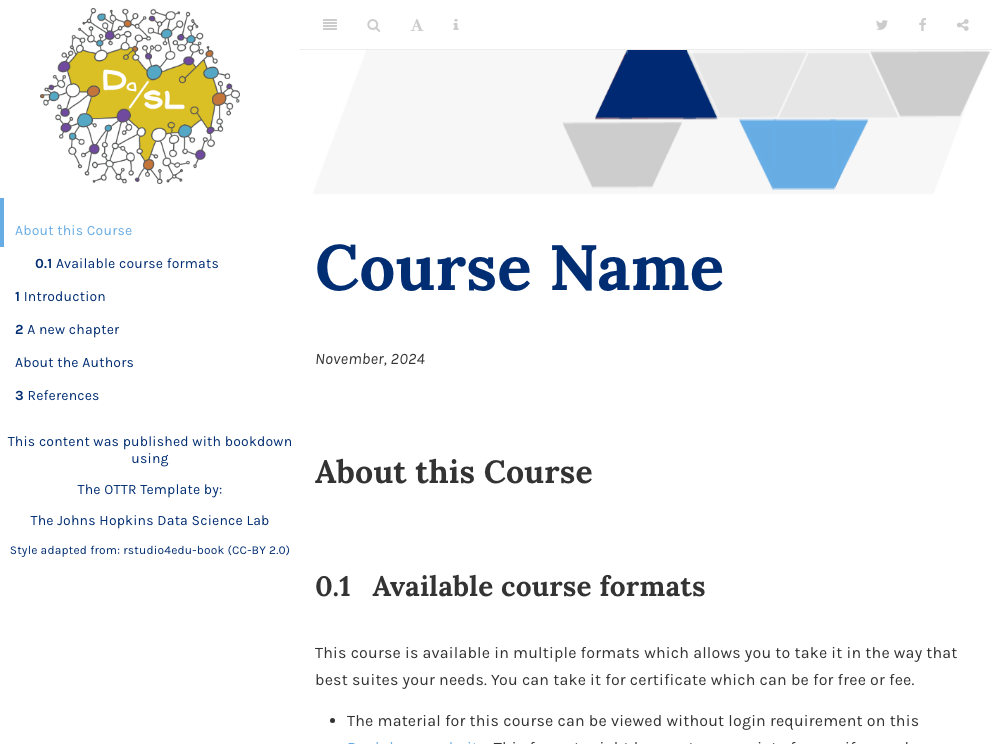 DaSL
About this Course
0.1 Available course formats
1 Introduction
2 A new chapter
About the Authors
3 References
This content was published with bookdown
using
The OTTR Template by:
The Johns Hopkins Data Science Lab
Style adapted from: rstudio4edu-book (CC-BY 2.0)
Course Name
November, 2024
About this Course
0.1 Available course formats
This course is available in multiple formats which allows you to take it in the way that
best suites your needs. You can take it for certificate which can be for free or fee.
• The material for this course can be viewed without login requirement on this